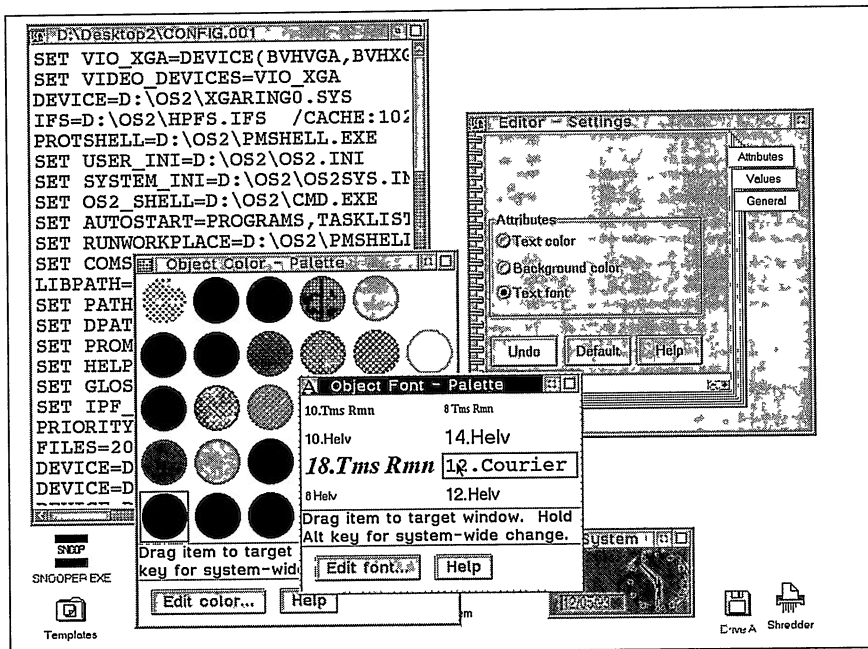 D:\Desktop2\CONFIG.001
SET VIO_XGA=DEVICE(BVHVGA,BVHXG
SET VIDEO_DEVICES=VIO_XGA
DEVICE=D:\OS2\XGARING0.SYS
IFS=D:\OS2\HPFS.IFS /CACHE:102
PROTSHELL=D:\OS2\PMSHELL.EXE
SET USER_INI=D:\OS2\OS2.INI
SET SYSTEM_INI=D:\OS2\OS2SYS.IN
SET OS2_SHELL=D:\OS2\CMD.EXE
SET AUTOSTART=PROGRAMS,TASKLIST
SET RUNWORKPLACE=D:\OS2\PMSHELL
SET COMS
LIBPATH=
SET PATH
SET DPAT
SET PROM
SET HELP
SET GLOS
SET IPF_
PRIORITY
FILES=20
DEVICE=D
DEVICE=D
Editor - Settings
Attributes
Values
General
Attributes
Text color
Background color
Text font
Undo Default Help
Object Color - Palette
Drag item to target
key for system-wid
Edit color... Help
Object Font - Palette
10.Tms Rmn 8 Tms Rmn
10.Helv 14.Helv
18.Tms Rmn 12.Courier
8 Helv 12.Helv
Drag item to target window. Hold
Alt key for system-wide change.
Edit font... Help
System
SNOOP
SNOOPER EXE
Templates
em
Drive A
Shredder